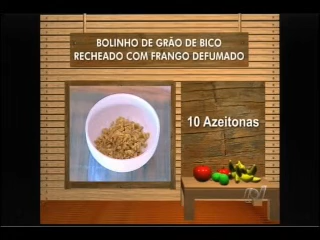 BOLINHO DE GRÃO DE BICO
RECHEADO COM FRANGO DEFUMADO
10 Azeitonas